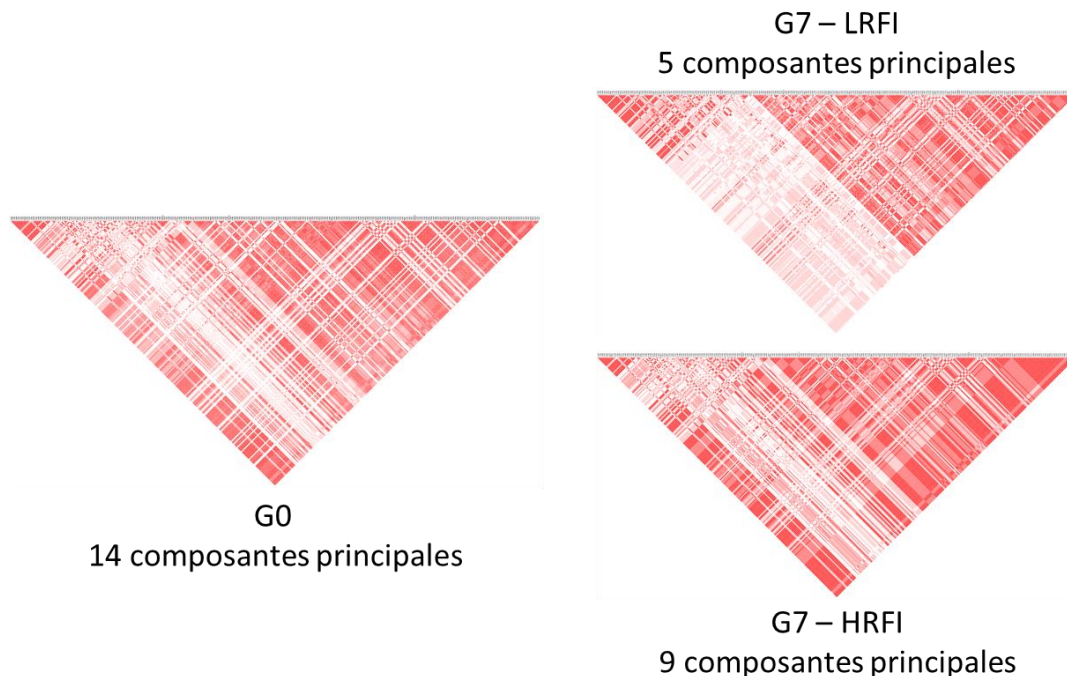 G7 – LRFI
5 composantes principales
G0
14 composantes principales
G7 – HRFI
9 composantes principales